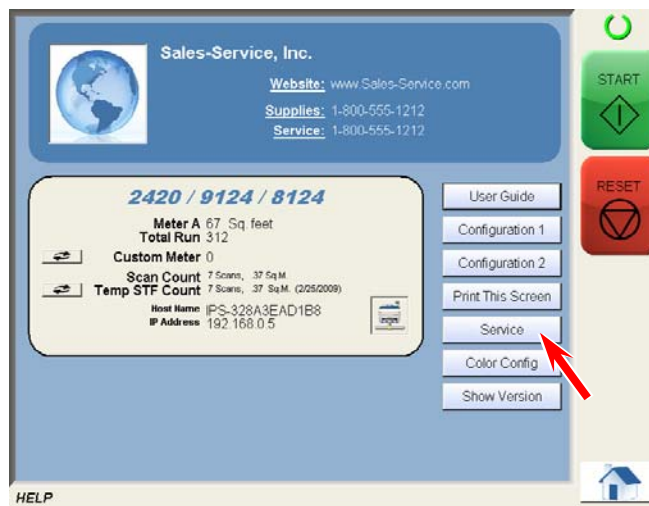 Sales-Service, Inc.
Website: www.Sales-Service.com
Supplies: 1-800-555-1212
Service: 1-800-555-1212
START
RESET
2420 / 9124 / 8124
Meter A 67 Sq. feet
Total Run 312
Custom Meter 0
Scan Count 7 Scans, .37 Sq.M.
Temp STF Count 7 Scans, .37 Sq.M. (2/25/2009)
Host Name IPS-328A3EAD1B8
IP Address 192.168.0.5
User Guide
Configuration 1
Configuration 2
Print This Screen
Service
Color Config
Show Version
HELP